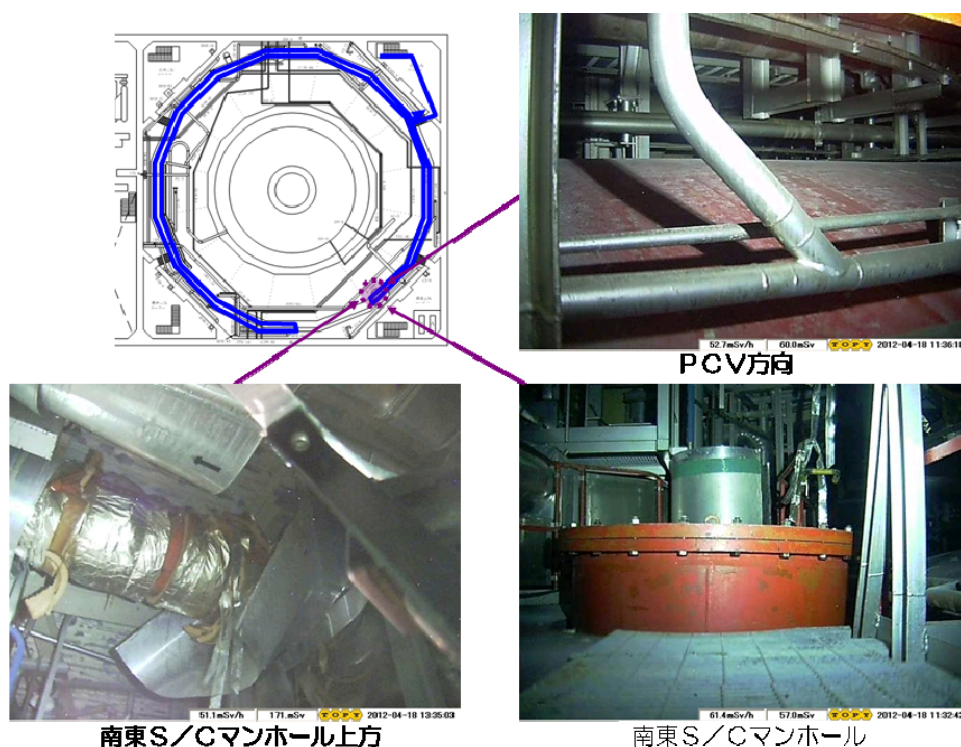 52.7mSv/h 60.0mSv TOPY 2012-04-18 11:36:18
PCV方向
51.1mSv/h 171.mSv TOPY 2012-04-18 13:35:03
南東S/Cマンホール上方
61.4mSv/h 57.0mSv TOPY 2012-04-18 11:32:42
南東S/Cマンホール